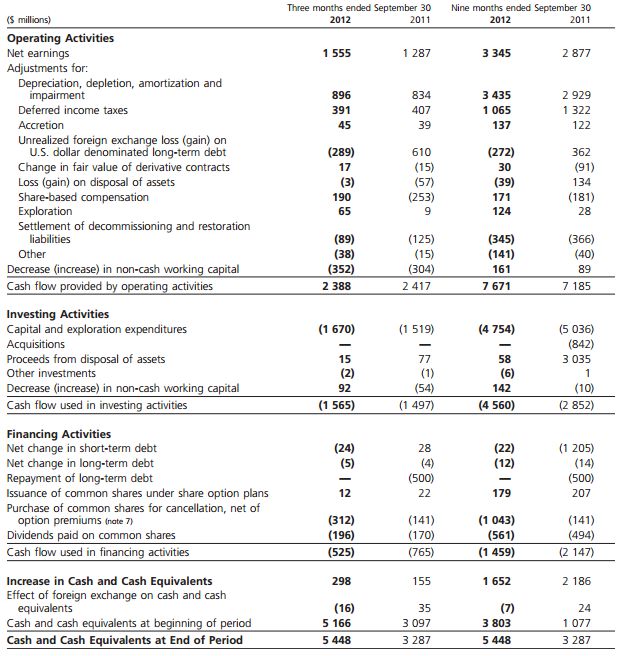 Three months ended September 30 Nine months ended September 30
($ millions) 2012 2011 2012 2011
Operating Activities
Net earnings 1 555 1 287 3 345 2 877
Adjustments for:
Depreciation, depletion, amortization and
impairment 896 834 3 435 2 929
Deferred income taxes 391 407 1 065 1 322
Accretion 45 39 137 122
Unrealized foreign exchange loss (gain) on
U.S. dollar denominated long-term debt (289) 610 (272) 362
Change in fair value of derivative contracts 17 (15) 30 (91)
Loss (gain) on disposal of assets (3) (57) (39) 134
Share-based compensation 190 (253) 171 (181)
Exploration 65 9 124 28
Settlement of decommissioning and restoration
liabilities (89) (125) (345) (366)
Other (38) (15) (141) (40)
Decrease (increase) in non-cash working capital (352) (304) 161 89
Cash flow provided by operating activities 2 388 2 417 7 671 7 185
Investing Activities
Capital and exploration expenditures (1 670) (1 519) (4 754) (5 036)
Acquisitions — — — (842)
Proceeds from disposal of assets 15 77 58 3 035
Other investments (2) (1) (6) 1
Decrease (increase) in non-cash working capital 92 (54) 142 (10)
Cash flow used in investing activities (1 565) (1 497) (4 560) (2 852)
Financing Activities
Net change in short-term debt (24) 28 (22) (1 205)
Net change in long-term debt (5) (4) (12) (14)
Repayment of long-term debt — (500) — (500)
Issuance of common shares under share option plans 12 22 179 207
Purchase of common shares for cancellation, net of
option premiums (note 7) (312) (141) (1 043) (141)
Dividends paid on common shares (196) (170) (561) (494)
Cash flow used in financing activities (525) (765) (1 459) (2 147)
Increase in Cash and Cash Equivalents 298 155 1 652 2 186
Effect of foreign exchange on cash and cash
equivalents (16) 35 (7) 24
Cash and cash equivalents at beginning of period 5 166 3 097 3 803 1 077
Cash and Cash Equivalents at End of Period 5 448 3 287 5 448 3 287